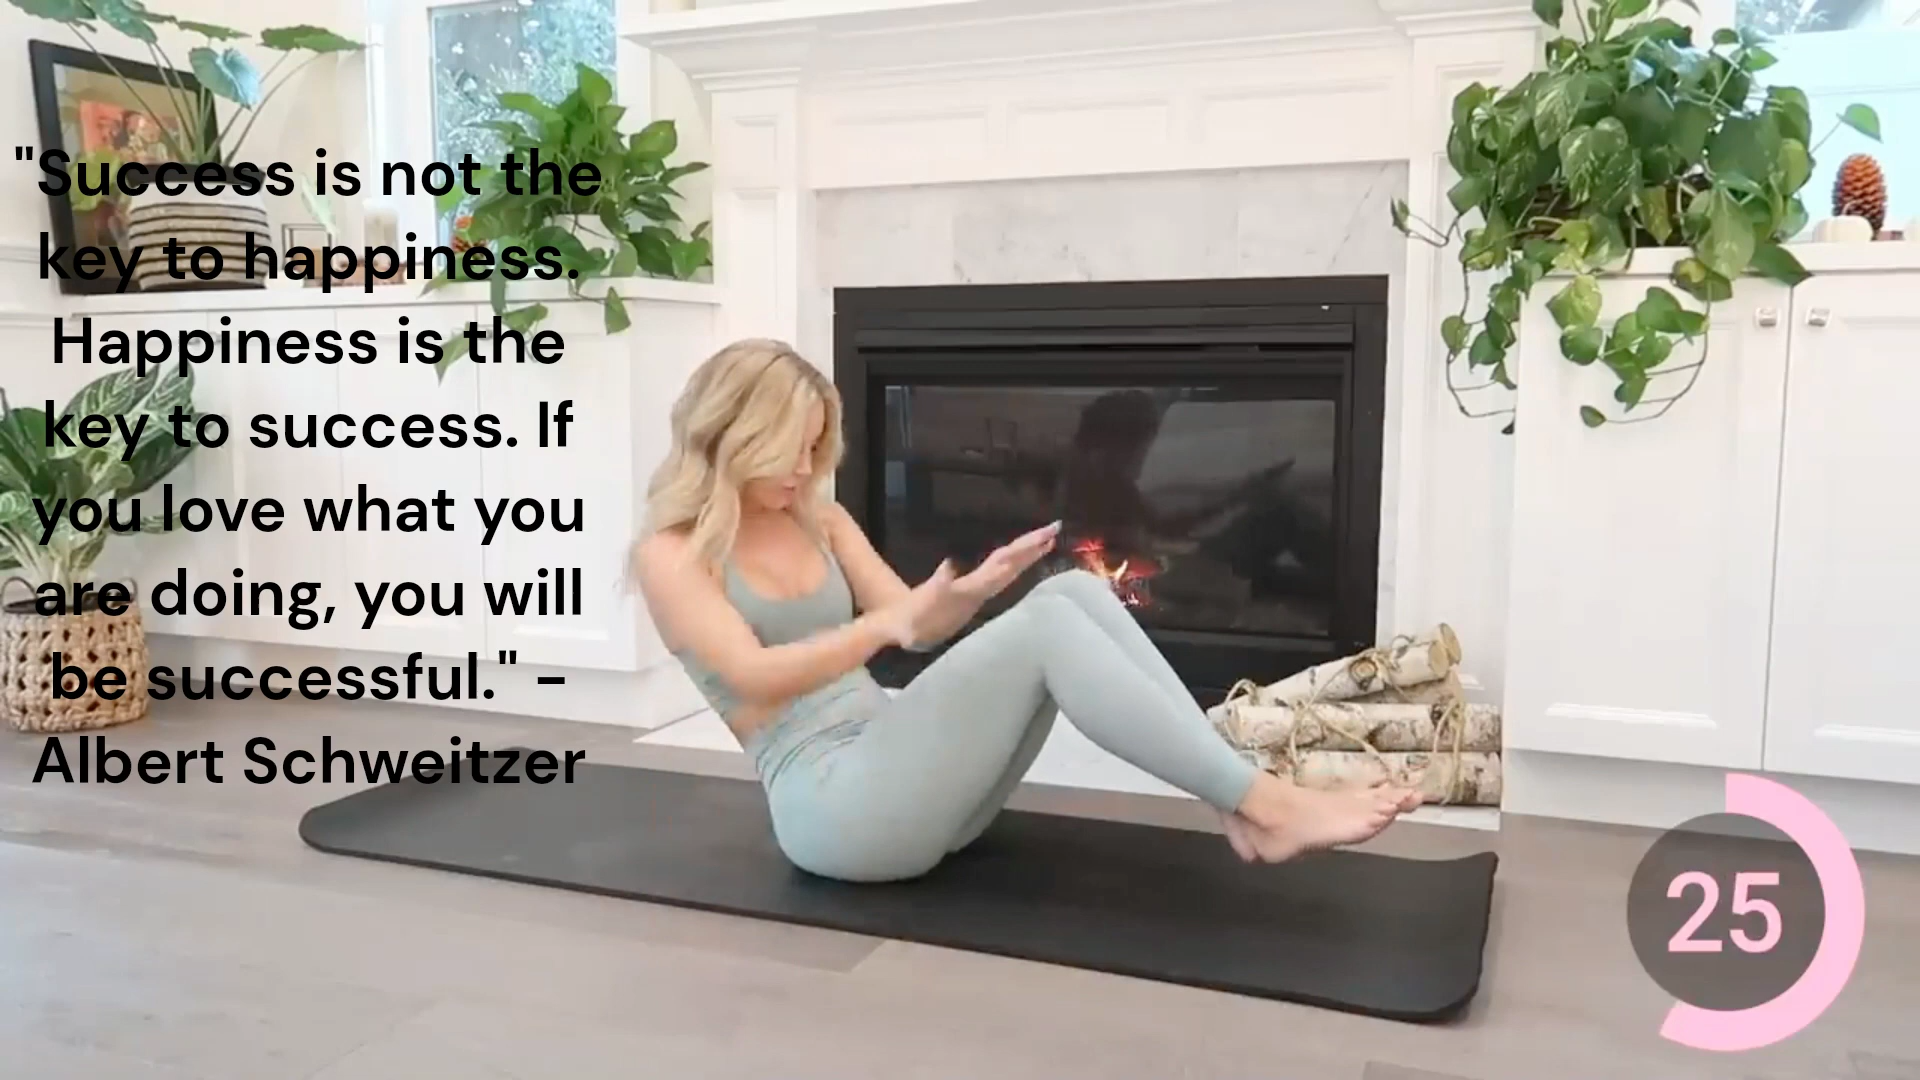 "Success is not the
key to happiness.
Happiness is the
key to success. If
you love what you
are doing, you will
be successful." -
Albert Schweitzer
25